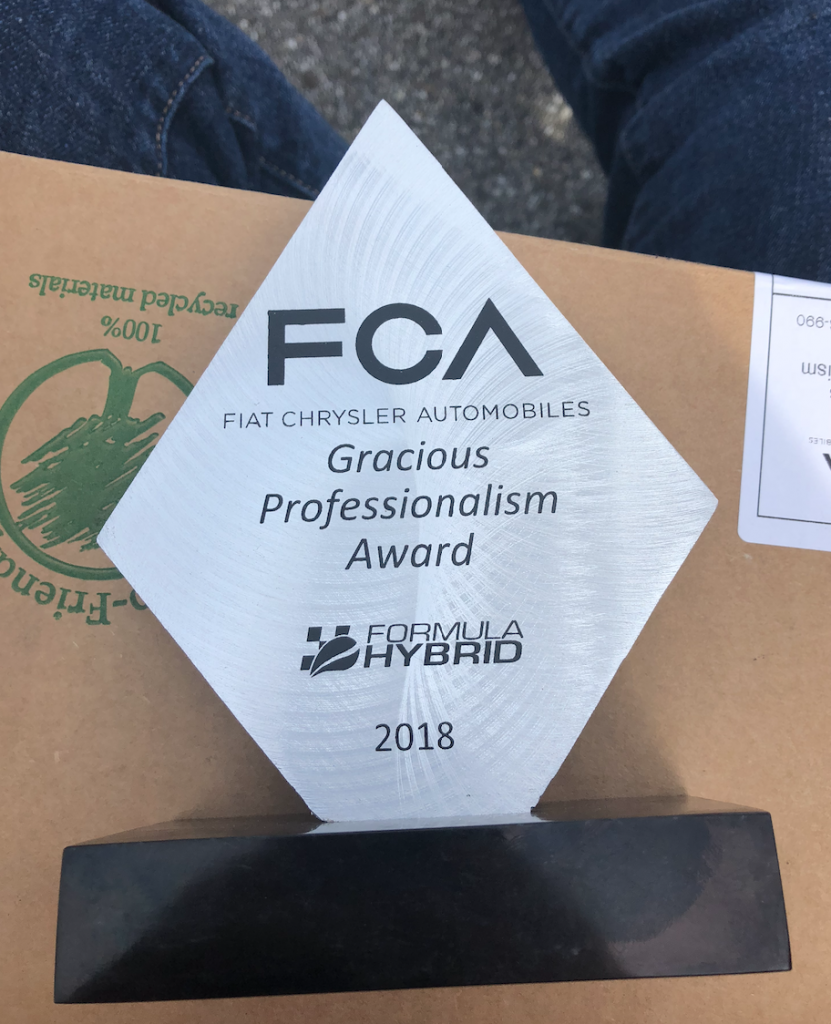 FCA
FIAT CHRYSLER AUTOMOBILES
Gracious
Professionalism
Award
FORMULA
HYBRID
2018
100%
recycled materials